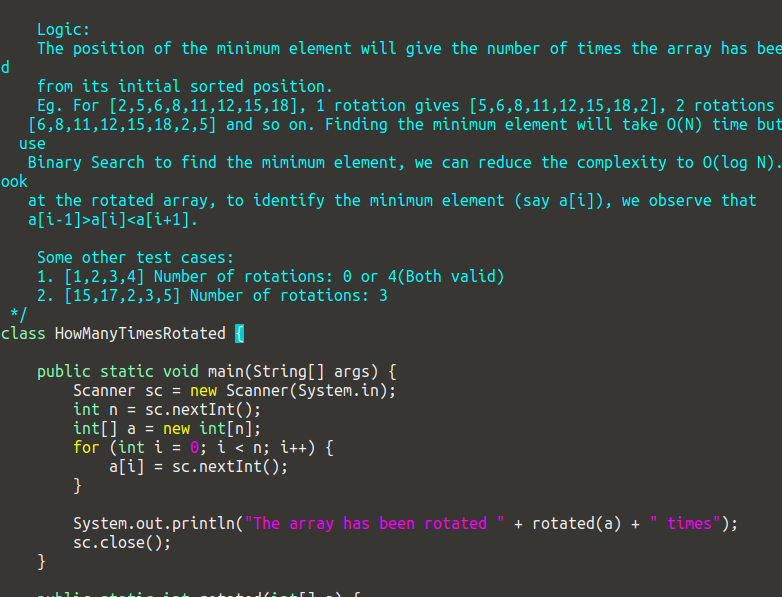 Logic:
The position of the minimum element will give the number of times the array has bee
d
from its initial sorted position.
Eg. For [2,5,6,8,11,12,15,18], 1 rotation gives [5,6,8,11,12,15,18,2], 2 rotations
[6,8,11,12,15,18,2,5] and so on. Finding the minimum element will take O(N) time but
use
Binary Search to find the mimimum element, we can reduce the complexity to O(log N).
ook
at the rotated array, to identify the minimum element (say a[i]), we observe that
a[i-1]>a[i]<a[i+1].
Some other test cases:
1. [1,2,3,4] Number of rotations: 0 or 4(Both valid)
2. [15,17,2,3,5] Number of rotations: 3
*/
class HowManyTimesRotated {
public static void main(String[] args) {
Scanner sc = new Scanner(System.in);
int n = sc.nextInt();
int[] a = new int[n];
for (int i = 0; i < n; i++) {
a[i] = sc.nextInt();
}
System.out.println("The array has been rotated " + rotated(a) + " times");
sc.close();
}
public static int rotated(int[] a) {